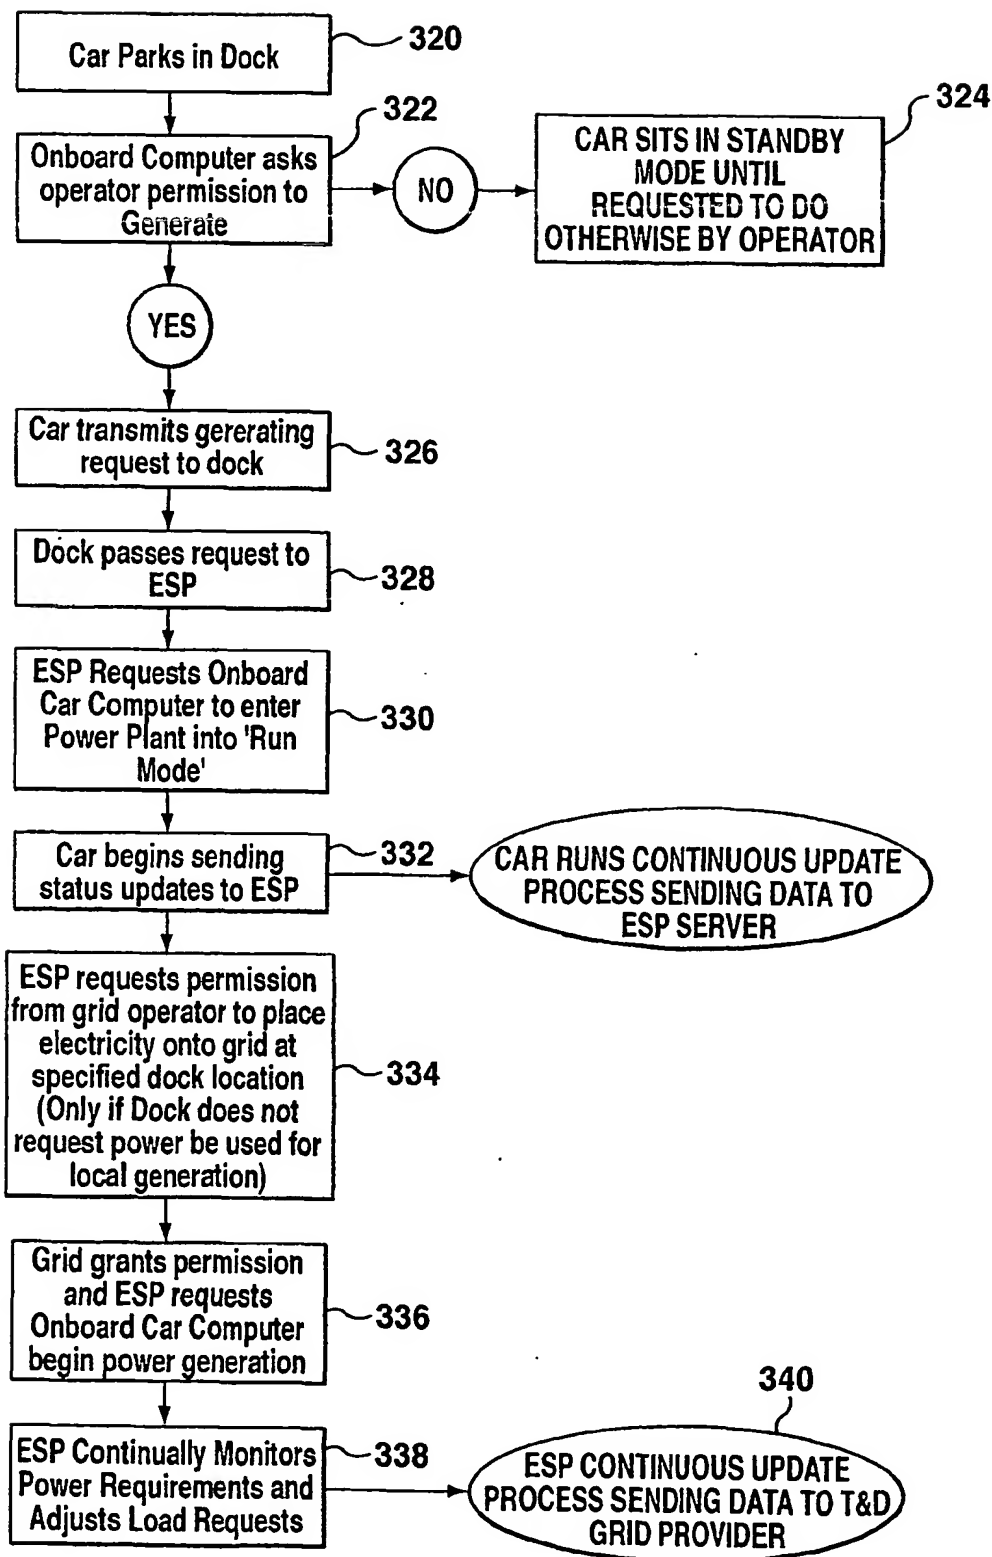 Car Parks in Dock
320
322
Onboard Computer asks
operator permission to
Generate
NO
324
CAR SITS IN STANDBY
MODE UNTIL
REQUESTED TO DO
OTHERWISE BY OPERATOR
YES
Car transmits gererating
request to dock
326
Dock passes request to
ESP
328
ESP Requests Onboard
Car Computer to enter
Power Plant into 'Run
Mode'
330
Car begins sending
status updates to ESP
332
CAR RUNS CONTINUOUS UPDATE
PROCESS SENDING DATA TO
ESP SERVER
ESP requests permission
from grid operator to place
electricity onto grid at
specified dock location
(Only if Dock does not
request power be used for
local generation)
334
Grid grants permission
and ESP requests
Onboard Car Computer
begin power generation
336
ESP Continually Monitors
Power Requirements and
Adjusts Load Requests
338
340
ESP CONTINUOUS UPDATE
PROCESS SENDING DATA TO T&D
GRID PROVIDER